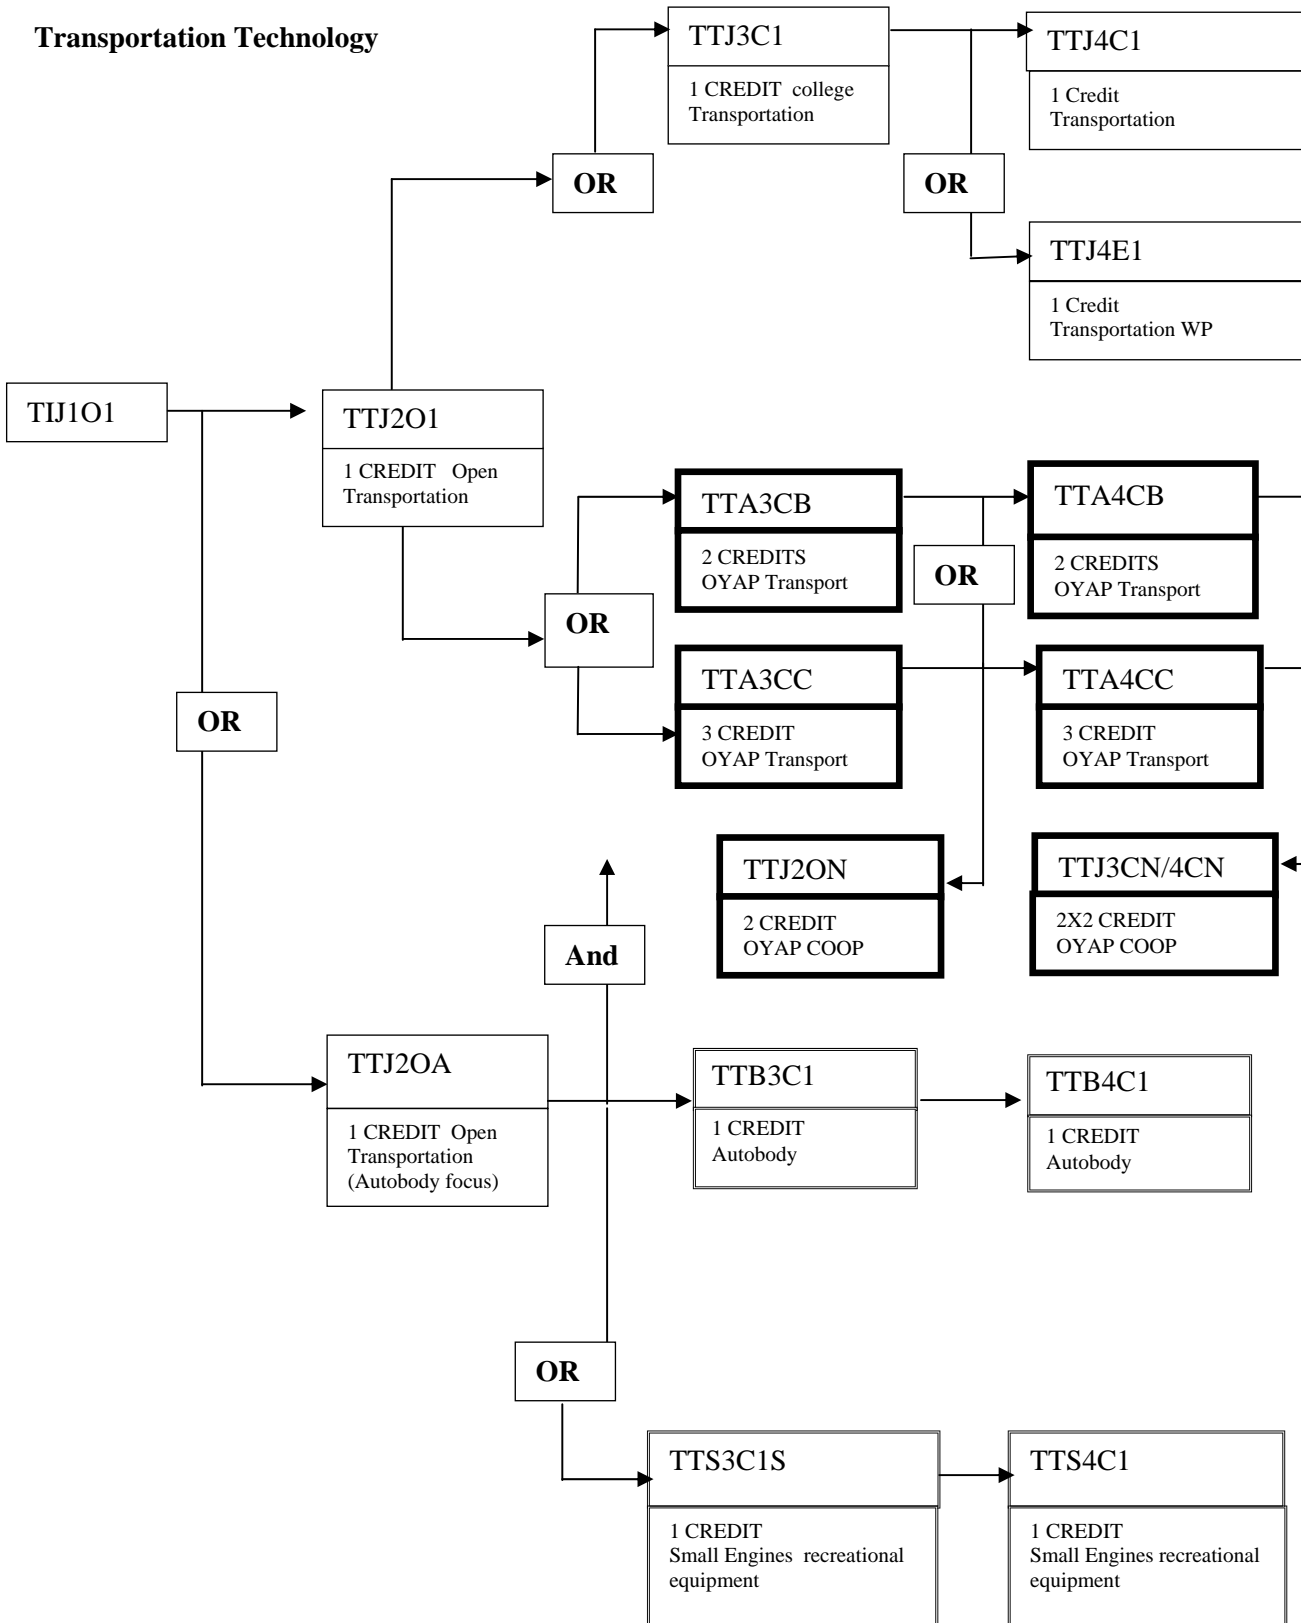 Transportation Technology
TTJ3C1
1 CREDIT college
Transportation
TTJ4C1
1 Credit
Transportation
OR
OR
TTJ4E1
1 Credit
Transportation WP
TIJ1O1
TTJ2O1
1 CREDIT Open
Transportation
TTA3CB
2 CREDITS
OYAP Transport
OR
TTA4CB
2 CREDITS
OYAP Transport
OR
TTA3CC
3 CREDIT
OYAP Transport
TTA4CC
3 CREDIT
OYAP Transport
OR
TTJ2ON
2 CREDIT
OYAP COOP
TTJ3CN/4CN
2X2 CREDIT
OYAP COOP
And
TTJ2OA
1 CREDIT Open
Transportation
(Autobody focus)
TTB3C1
1 CREDIT
Autobody
TTB4C1
1 CREDIT
Autobody
OR
TTS3C1S
1 CREDIT
Small Engines recreational
equipment
TTS4C1
1 CREDIT
Small Engines recreational
equipment